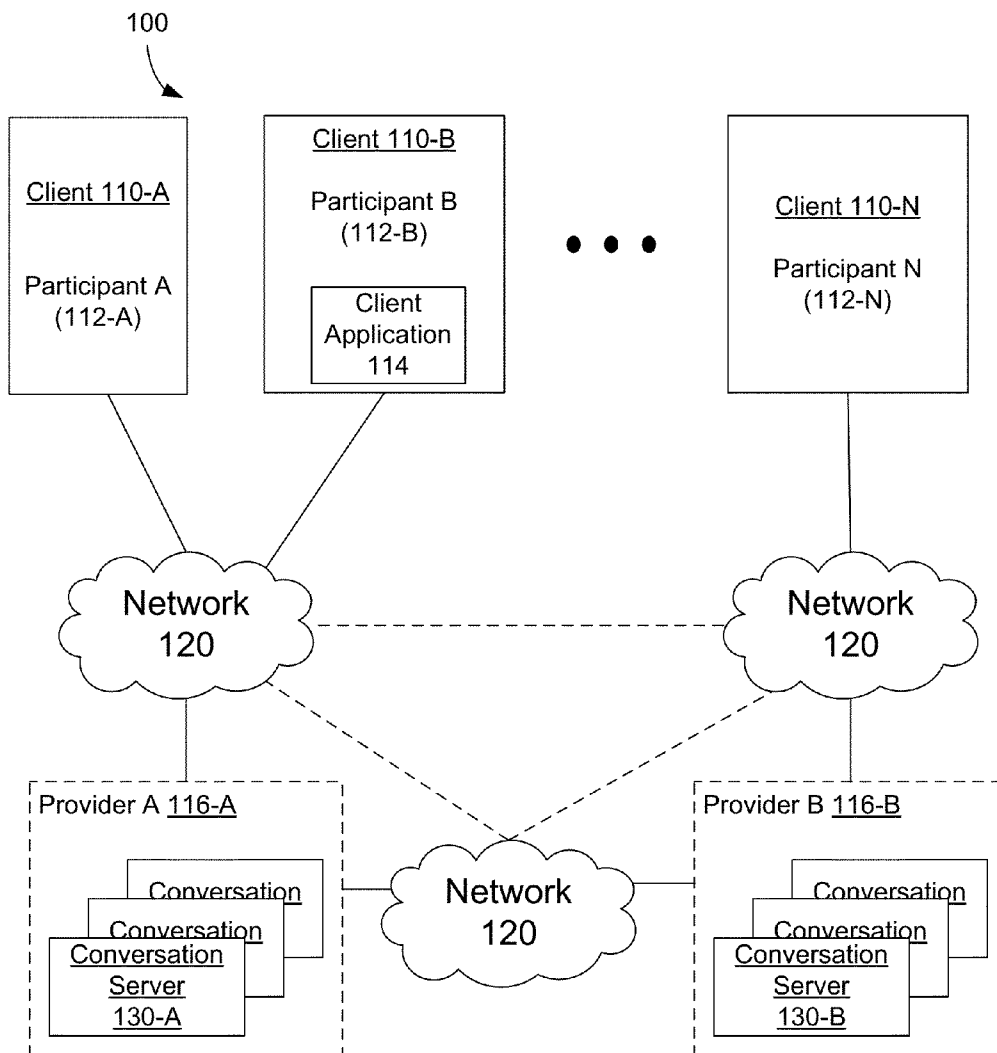 100
Client 110-A
Participant A
(112-A)
Client 110-B
Participant B
(112-B)
Client
Application
114
Client 110-N
Participant N
(112-N)
Network
120
Network
120
Provider A 116-A
Conversation
Conversation
Conversation
Server
130-A
Network
120
Provider B 116-B
Conversation
Conversation
Conversation
Server
130-B